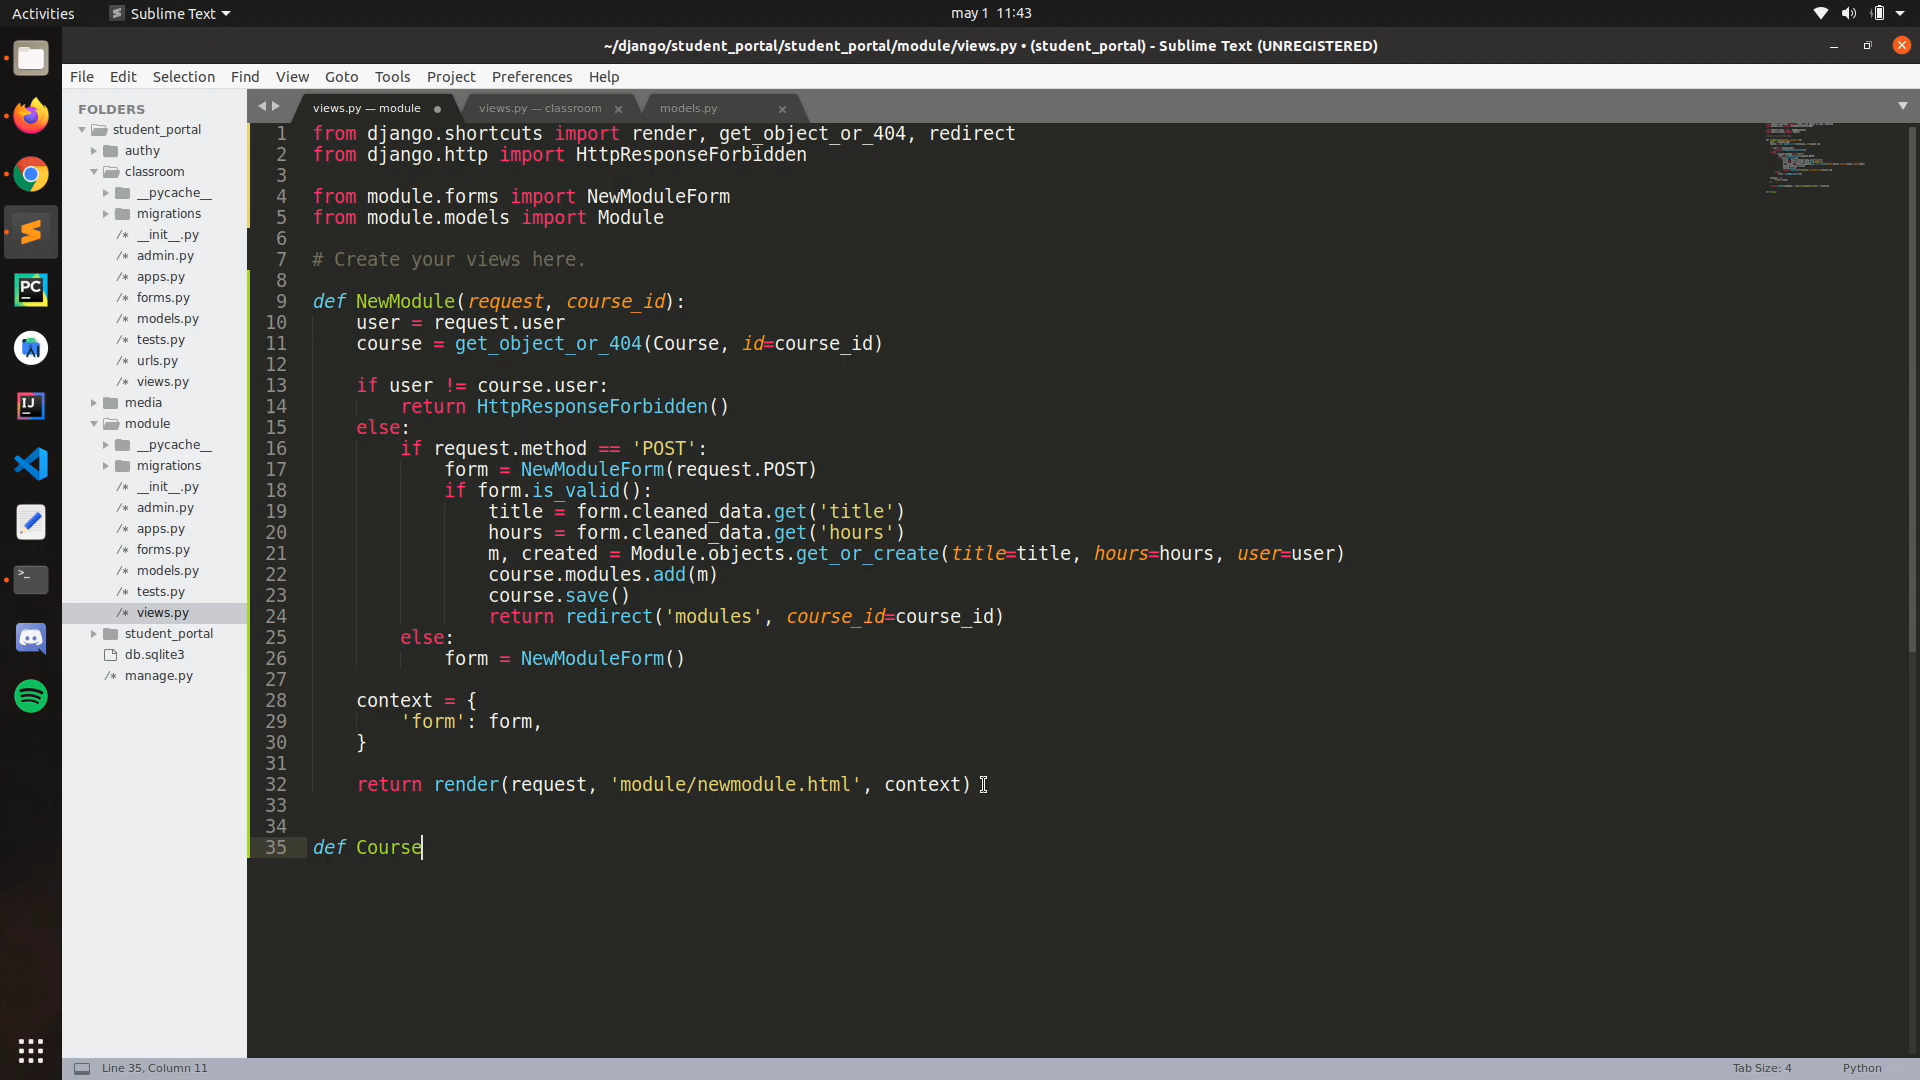 Activities
Sublime Text
may 1 11:43
~/django/student_portal/student_portal/module/views.py • (student_portal) - Sublime Text (UNREGISTERED)
File Edit Selection Find View Goto Tools Project Preferences Help
FOLDERS
student_portal
authy
classroom
__pycache__
migrations
/* __init__.py
/* admin.py
/* apps.py
/* forms.py
/* models.py
/* tests.py
/* urls.py
/* views.py
media
module
__pycache__
migrations
/* __init__.py
/* admin.py
/* apps.py
/* forms.py
/* models.py
/* tests.py
/* views.py
student_portal
db.sqlite3
/* manage.py
PC
IJ
>_
views.py — module
views.py — classroom
models.py
1 from django.shortcuts import render, get_object_or_404, redirect
2 from django.http import HttpResponseForbidden
3
4 from module.forms import NewModuleForm
5 from module.models import Module
6
7 # Create your views here.
8
9 def NewModule(request, course_id):
10     user = request.user
11     course = get_object_or_404(Course, id=course_id)
12
13     if user != course.user:
14         return HttpResponseForbidden()
15     else:
16         if request.method == 'POST':
17             form = NewModuleForm(request.POST)
18             if form.is_valid():
19                 title = form.cleaned_data.get('title')
20                 hours = form.cleaned_data.get('hours')
21                 m, created = Module.objects.get_or_create(title=title, hours=hours, user=user)
22                 course.modules.add(m)
23                 course.save()
24                 return redirect('modules', course_id=course_id)
25         else:
26             form = NewModuleForm()
27
28     context = {
29         'form': form,
30     }
31
32     return render(request, 'module/newmodule.html', context)
33
34
35 def Course
Line 35, Column 11
Tab Size: 4
Python